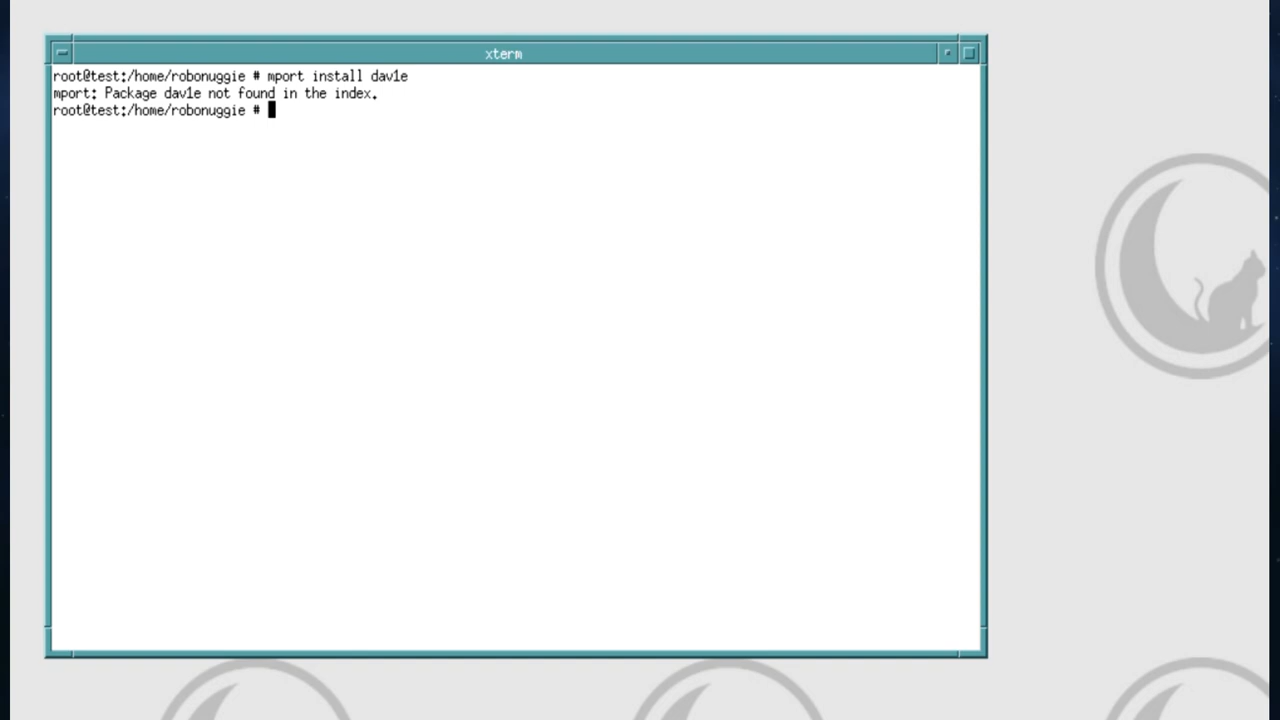 xterm
root@test:/home/robonuggie # mport install dav1e
mport: Package dav1e not found in the index.
root@test:/home/robonuggie #